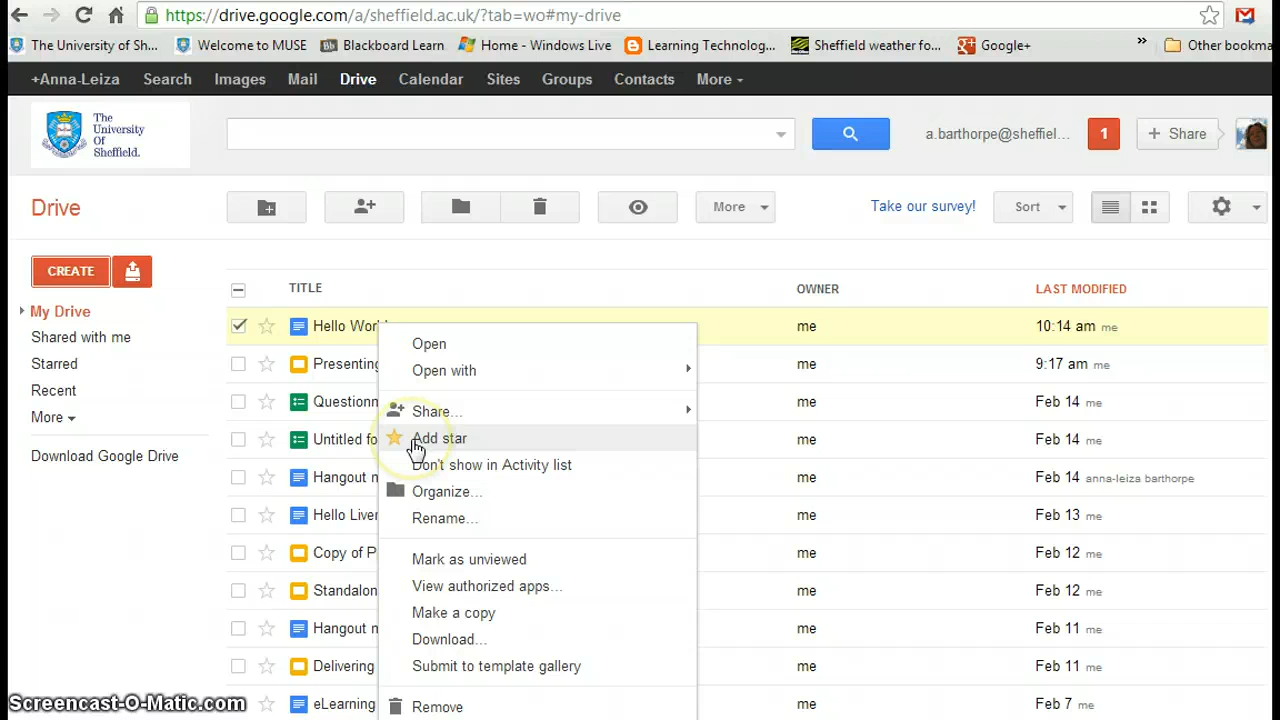 https://drive.google.com/a/sheffield.ac.uk/?tab=wo#my-drive
The University of Sh... Welcome to MUSE Bb Blackboard Learn Home - Windows Live Learning Technolog... Sheffield weather fo... Google+ » Other bookma
+Anna-Leiza Search Images Mail Drive Calendar Sites Groups Contacts More
The
University
Of
Sheffield.
a.barthorpe@sheffiel... 1 + Share
Drive More Take our survey! Sort
CREATE
My Drive
Shared with me
Starred
Recent
More
Download Google Drive
TITLE OWNER LAST MODIFIED
Hello Worl me 10:14 am me
Presenting me 9:17 am me
Questionn me Feb 14 me
Untitled fo me Feb 14 me
Hangout n me Feb 14 anna-leiza barthorpe
Hello Liver me Feb 13 me
Copy of P me Feb 12 me
Standalon me Feb 12 me
Hangout n me Feb 11 me
Delivering me Feb 11 me
eLearning me Feb 7 me
Open
Open with
Share...
Add star
Don't show in Activity list
Organize...
Rename...
Mark as unviewed
View authorized apps...
Make a copy
Download...
Submit to template gallery
Remove
Screencast-O-Matic.com